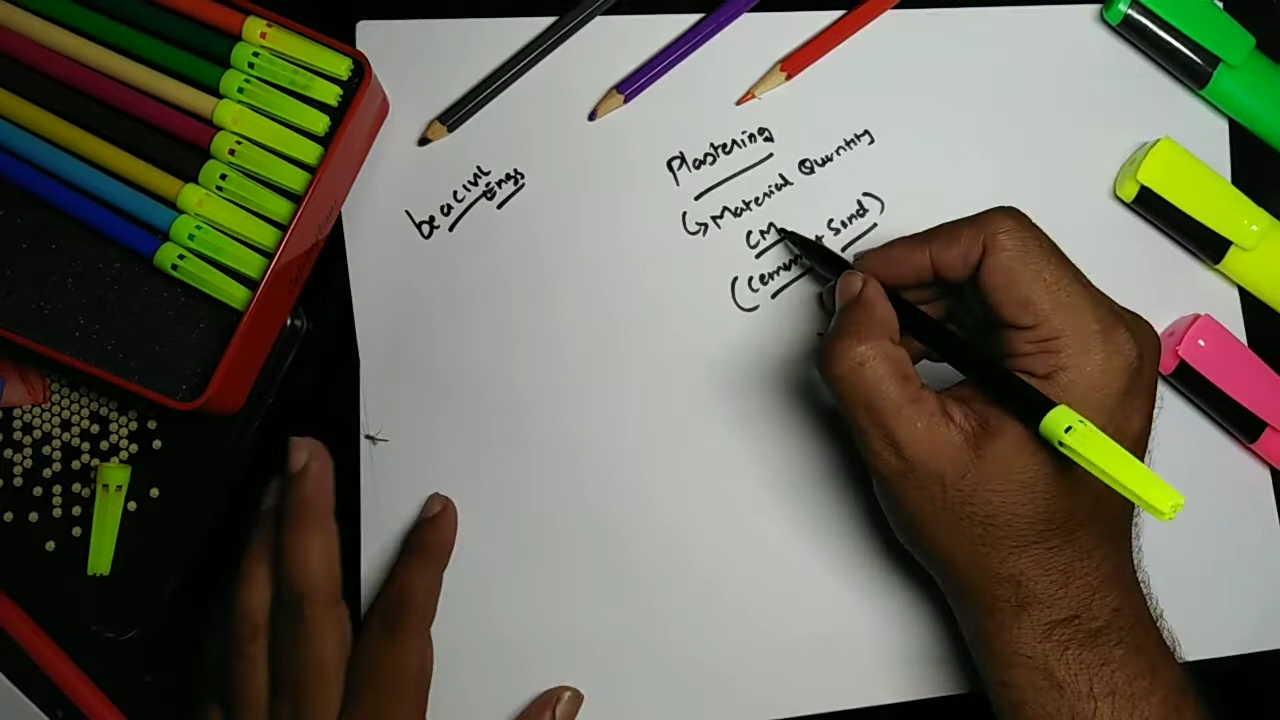 be a civil
engg
Plastering
↳ Material Quantity
CM
(Cement + Sand)